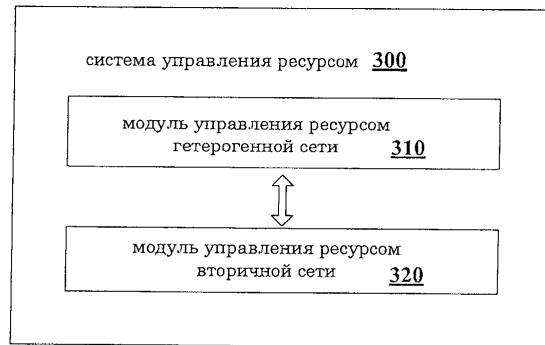 система управления ресурсом 300
модуль управления ресурсом
гетерогенной сети 310
модуль управления ресурсом
вторичной сети 320